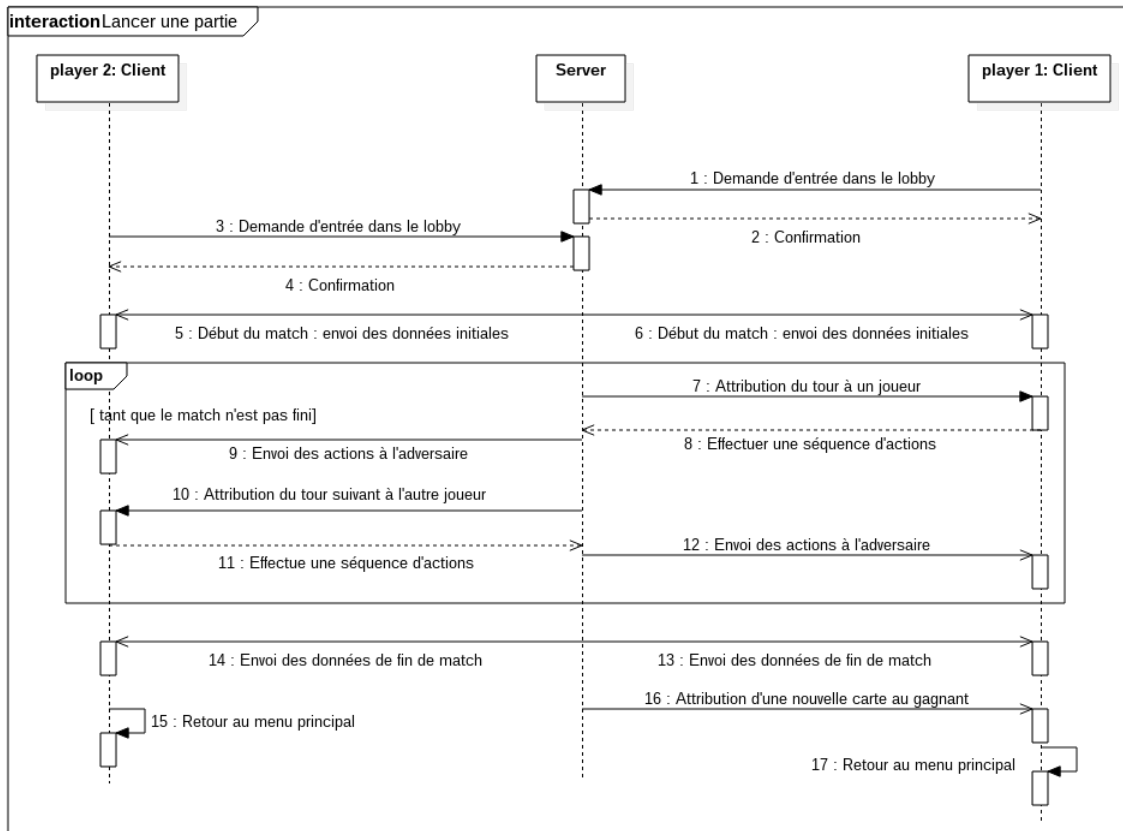 interaction Lancer une partie
player 2: Client
Server
player 1: Client
1 : Demande d'entrée dans le lobby
3 : Demande d'entrée dans le lobby
2 : Confirmation
4 : Confirmation
5 : Début du match : envoi des données initiales
6 : Début du match : envoi des données initiales
loop
7 : Attribution du tour à un joueur
[ tant que le match n'est pas fini]
8 : Effectuer une séquence d'actions
9 : Envoi des actions à l'adversaire
10 : Attribution du tour suivant à l'autre joueur
12 : Envoi des actions à l'adversaire
11 : Effectue une séquence d'actions
14 : Envoi des données de fin de match
13 : Envoi des données de fin de match
16 : Attribution d'une nouvelle carte au gagnant
15 : Retour au menu principal
17 : Retour au menu principal